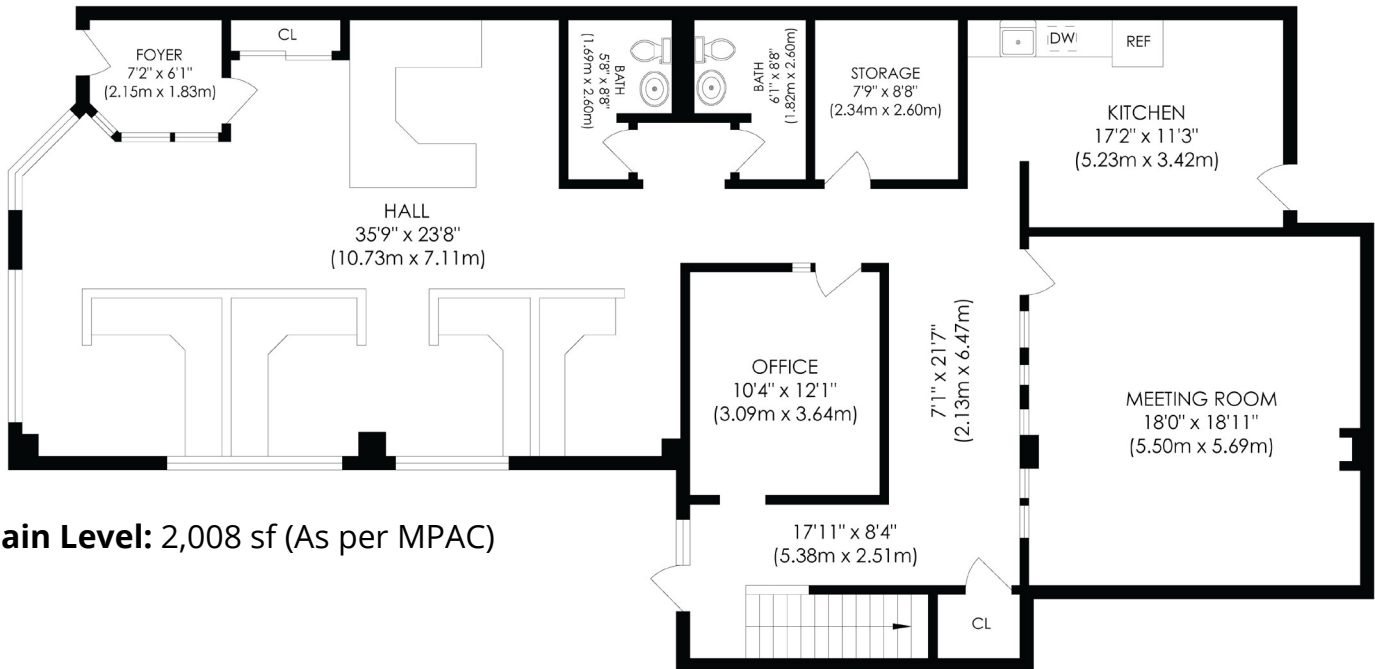 FOYER
7'2" x 6'1"
(2.15m x 1.83m)
CL
BATH
5'8" x 8'8"
(1.69m x 2.60m)
BATH
6'1" x 8'8"
(1.82m x 2.60m)
STORAGE
7'9" x 8'8"
(2.34m x 2.60m)
DW
REF
KITCHEN
17'2" x 11'3"
(5.23m x 3.42m)
HALL
35'9" x 23'8"
(10.73m x 7.11m)
OFFICE
10'4" x 12'1"
(3.09m x 3.64m)
7'1" x 21'7"
(2.13m x 6.47m)
MEETING ROOM
18'0" x 18'11"
(5.50m x 5.69m)
ain Level: 2,008 sf (As per MPAC)
17'11" x 8'4"
(5.38m x 2.51m)
CL